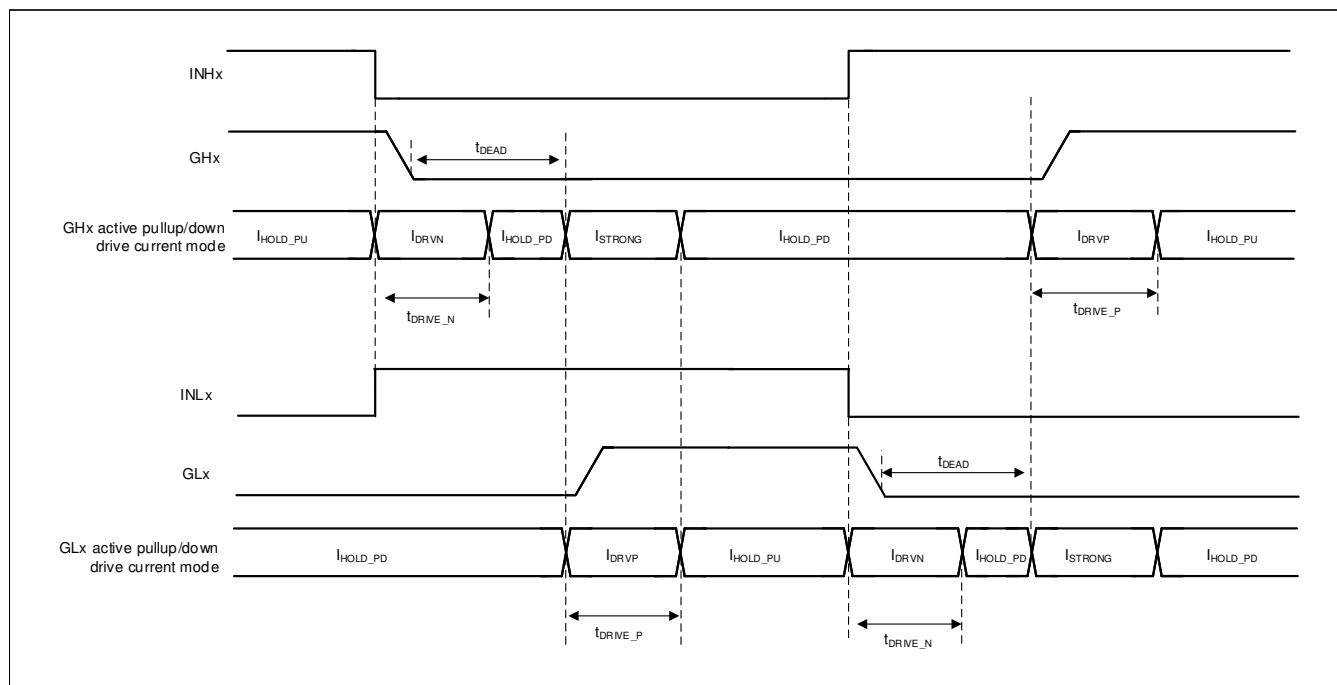 INHx
GHx
tDEAD
GHx active pullup/down
drive current mode
IHOLD_PU IDRVN IHOLD_PD ISTRONG IHOLD_PD IDRVP IHOLD_PU
tDRIVE_N tDRIVE_P
INLx
GLx
tDEAD
GLx active pullup/down
drive current mode
IHOLD_PD IDRVP IHOLD_PU IDRVN IHOLD_PD ISTRONG IHOLD_PD
tDRIVE_P tDRIVE_N